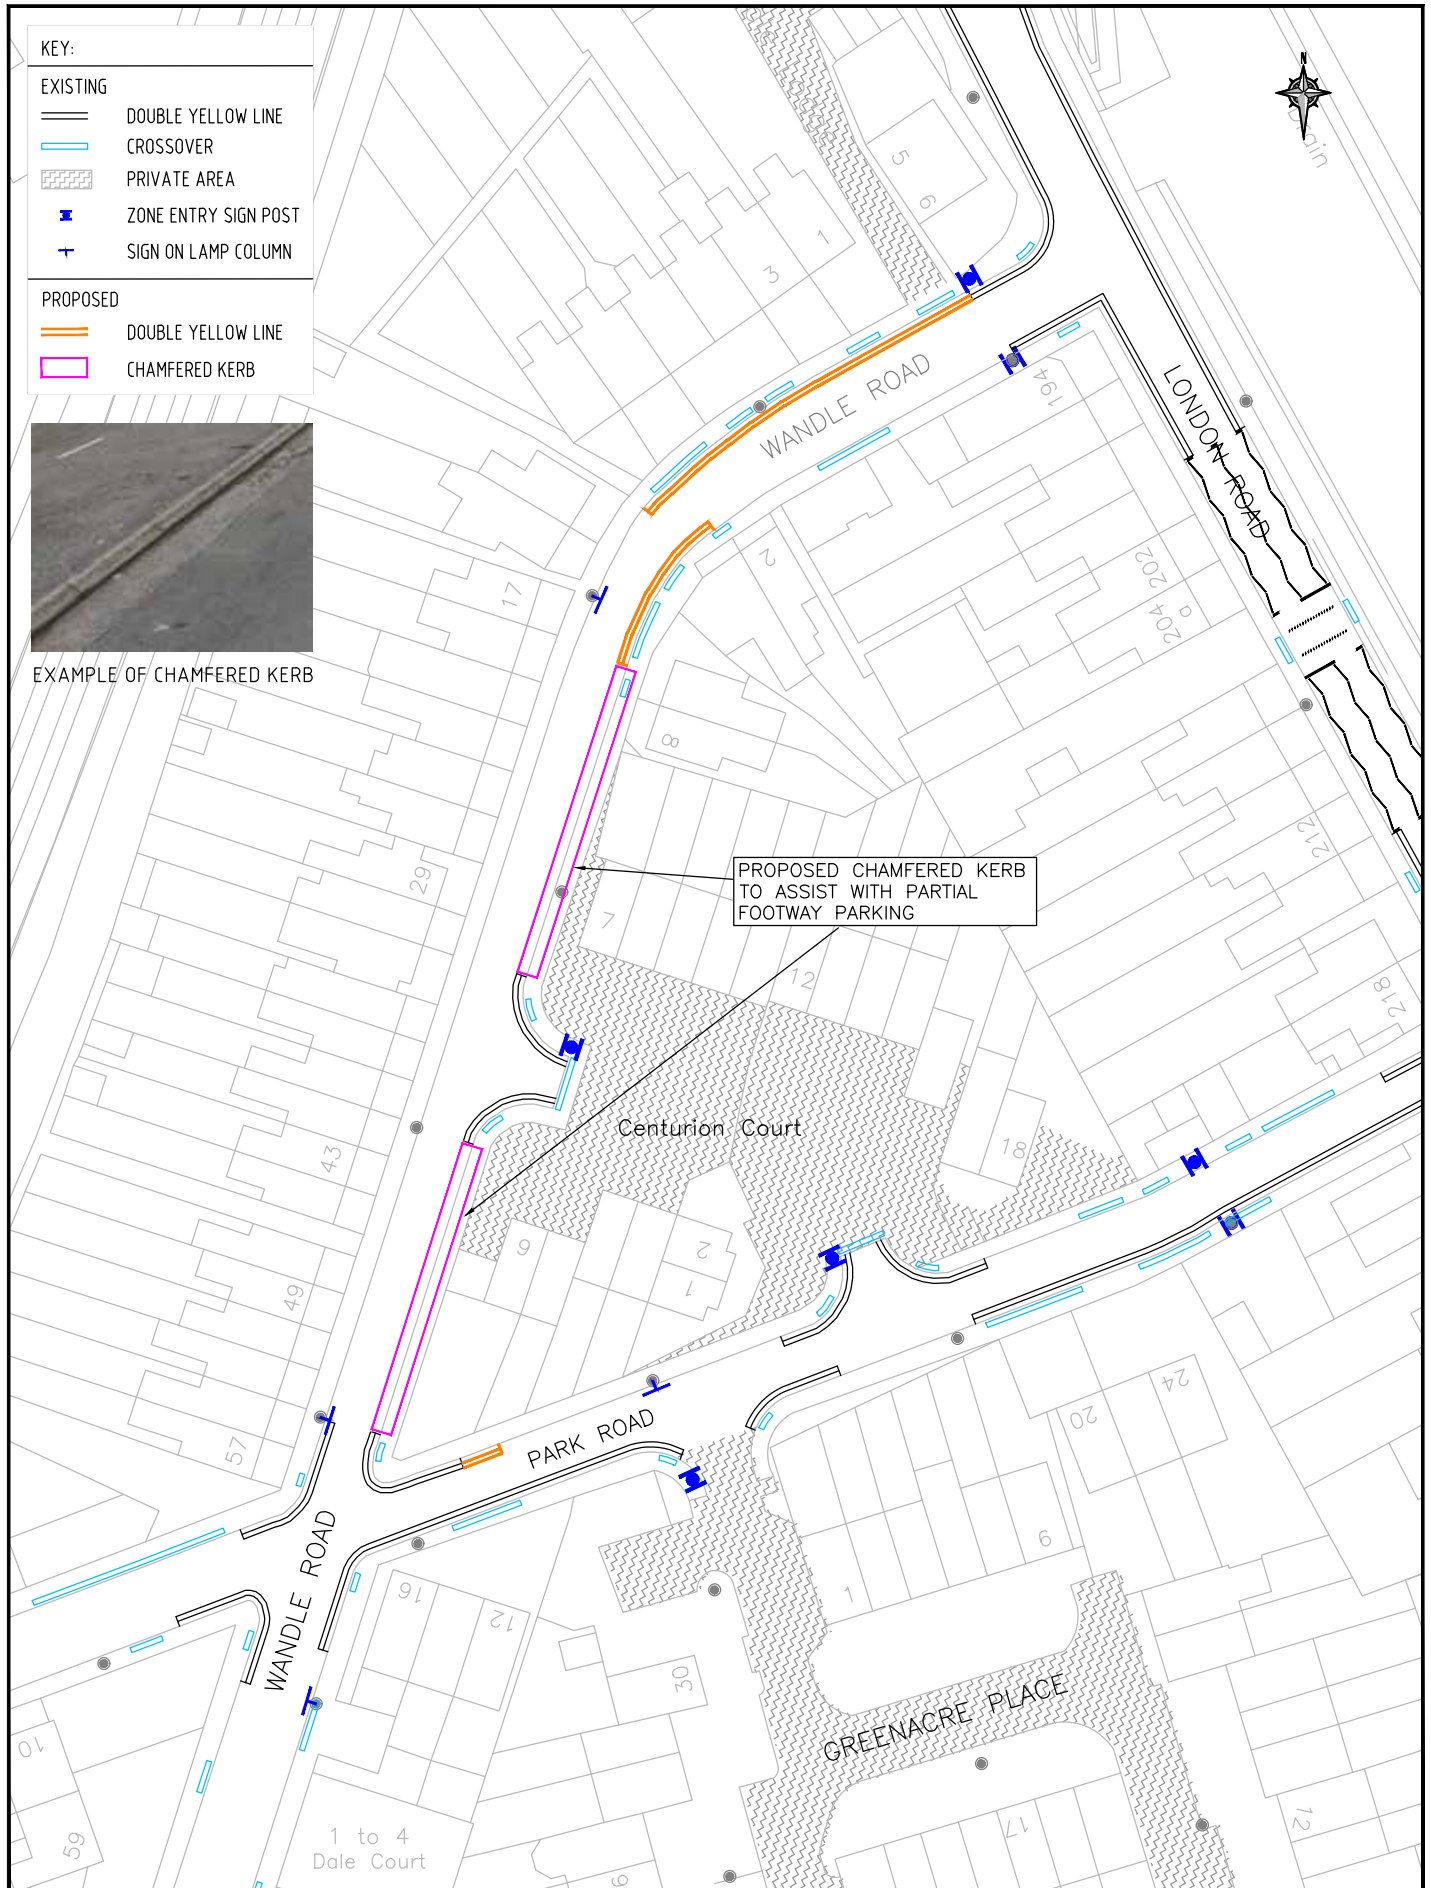 KEY:
EXISTING
DOUBLE YELLOW LINE
CROSSOVER
PRIVATE AREA
ZONE ENTRY SIGN POST
SIGN ON LAMP COLUMN
PROPOSED
DOUBLE YELLOW LINE
CHAMFERED KERB
EXAMPLE OF CHAMFERED KERB
N
Drain
5
6
1
3
WANDLE ROAD
194
LONDON ROAD
2
17
202
204
a
8
29
PROPOSED CHAMFERED KERB
TO ASSIST WITH PARTIAL
FOOTWAY PARKING
212
7
12
218
Centurion Court
43
18
6
2
1
49
57
PARK ROAD
24
20
9
WANDLE ROAD
16
12
1
30
GREENACRE PLACE
10
59
1 to 4
Dale Court
17
12
9